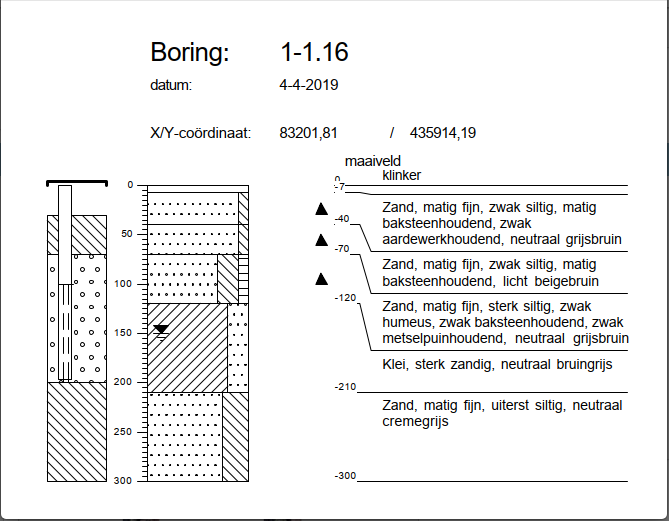 Boring: 1-1.16
datum: 4-4-2019
X/Y-coördinaat: 83201,81 / 435914,19
maaiveld
0 klinker
0
-7
Zand, matig fijn, zwak siltig, matig
baksteenhoudend, zwak
aardewerkhoudend, neutraal grijsbruin
-40
50
-70
Zand, matig fijn, zwak siltig, matig
baksteenhoudend, licht beigebruin
100
-120
Zand, matig fijn, sterk siltig, zwak
humeus, zwak baksteenhoudend, zwak
metselpuinhoudend, neutraal grijsbruin
150
Klei, sterk zandig, neutraal bruingrijs
200
-210
Zand, matig fijn, uiterst siltig, neutraal
cremegrijs
250
300
-300